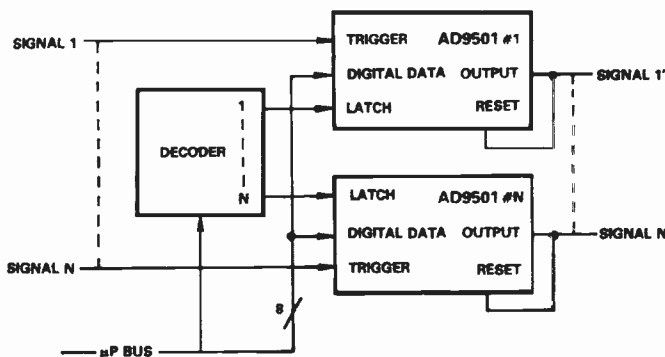 SIGNAL 1
TRIGGER AD9501 #1
DIGITAL DATA OUTPUT
LATCH RESET
SIGNAL 1'
DECODER
1
N
LATCH AD9501 #N
DIGITAL DATA OUTPUT
TRIGGER RESET
SIGNAL N
SIGNAL N
8
µP BUS